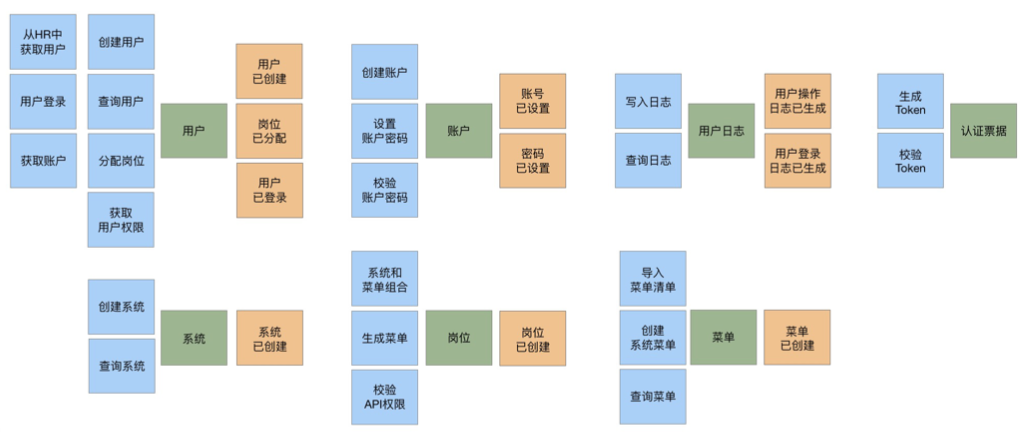 从HR中
获取用户
创建用户
用户登录
查询用户
获取账户
分配岗位
获取
用户权限
用户
用户
已创建
岗位
已分配
用户
已登录
创建账户
设置
账户密码
校验
账户密码
账户
账号
已设置
密码
已设置
写入日志
查询日志
用户日志
用户操作
日志已生成
用户登录
日志已生成
生成
Token
校验
Token
认证票据
创建系统
查询系统
系统
系统
已创建
系统和
菜单组合
生成菜单
校验
API权限
岗位
岗位
已创建
导入
菜单清单
创建
系统菜单
查询菜单
菜单
菜单
已创建